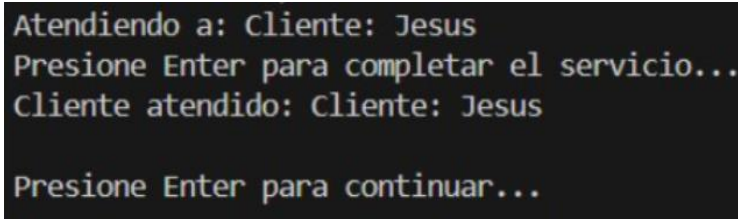 Atendiendo a: Cliente: Jesus
Presione Enter para completar el servicio...
Cliente atendido: Cliente: Jesus
Presione Enter para continuar...